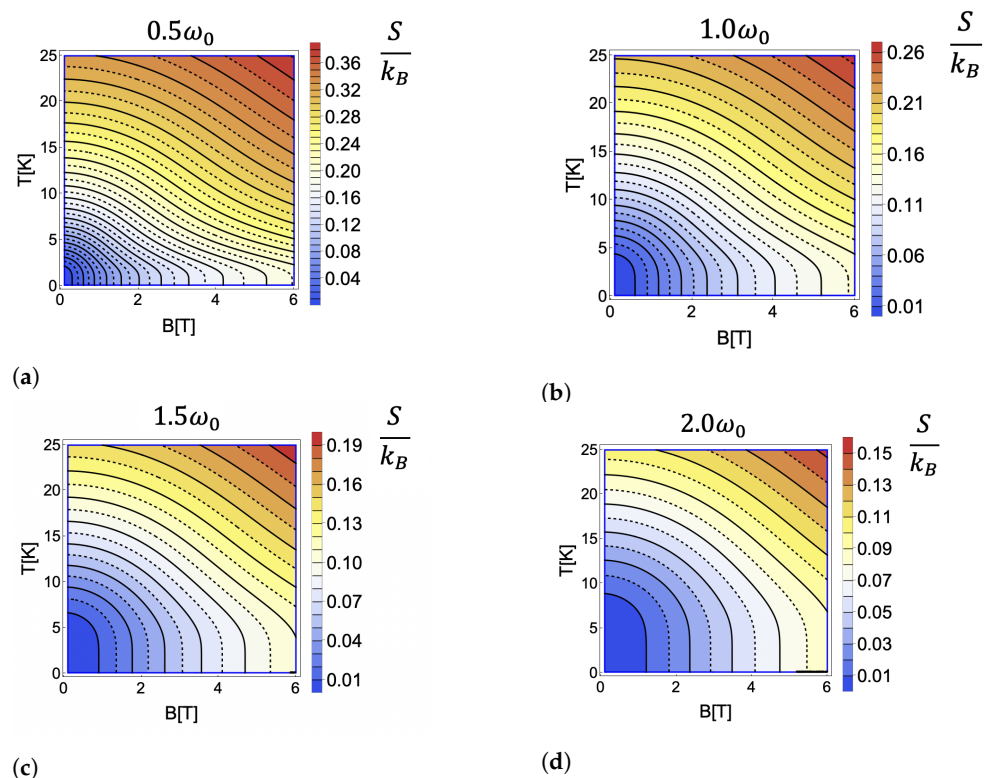 0.5ω₀
S
k_B
25
20
15
10
5
0
T[K]
0 2 4 6
B[T]
0.36
0.32
0.28
0.24
0.20
0.16
0.12
0.08
0.04
(a)
1.0ω₀
S
k_B
25
20
15
10
5
0
T[K]
0 2 4 6
B[T]
0.26
0.21
0.16
0.11
0.06
0.01
(b)
1.5ω₀
S
k_B
25
20
15
10
5
0
T[K]
0 2 4 6
B[T]
0.19
0.16
0.13
0.10
0.07
0.04
0.01
(c)
2.0ω₀
S
k_B
25
20
15
10
5
0
T[K]
0 2 4 6
B[T]
0.15
0.13
0.11
0.09
0.07
0.05
0.03
0.01
(d)